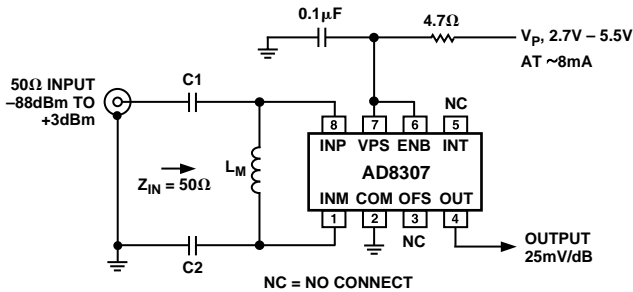 0.1μF
4.7Ω
VP, 2.7V – 5.5V
AT ~8mA
50Ω INPUT
–88dBm TO
+3dBm
C1
NC
8 7 6 5
INP VPS ENB INT
AD8307
LM
ZIN = 50Ω
INM COM OFS OUT
1 2 3 4
NC
C2
OUTPUT
25mV/dB
NC = NO CONNECT